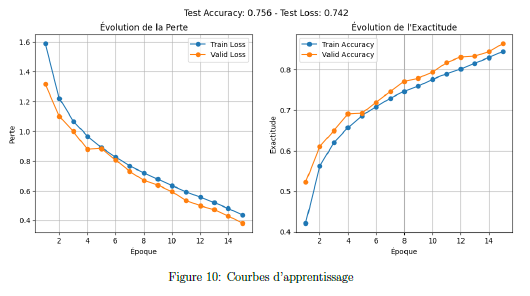 Test Accuracy: 0.756 - Test Loss: 0.742
Évolution de la Perte
1.6
1.4
1.2
1.0
0.8
0.6
0.4
Perte
Train Loss
Valid Loss
2 4 6 8 10 12 14
Époque
Évolution de l'Exactitude
0.8
0.7
0.6
0.5
0.4
Exactitude
Train Accuracy
Valid Accuracy
2 4 6 8 10 12 14
Époque
Figure 10: Courbes d'apprentissage